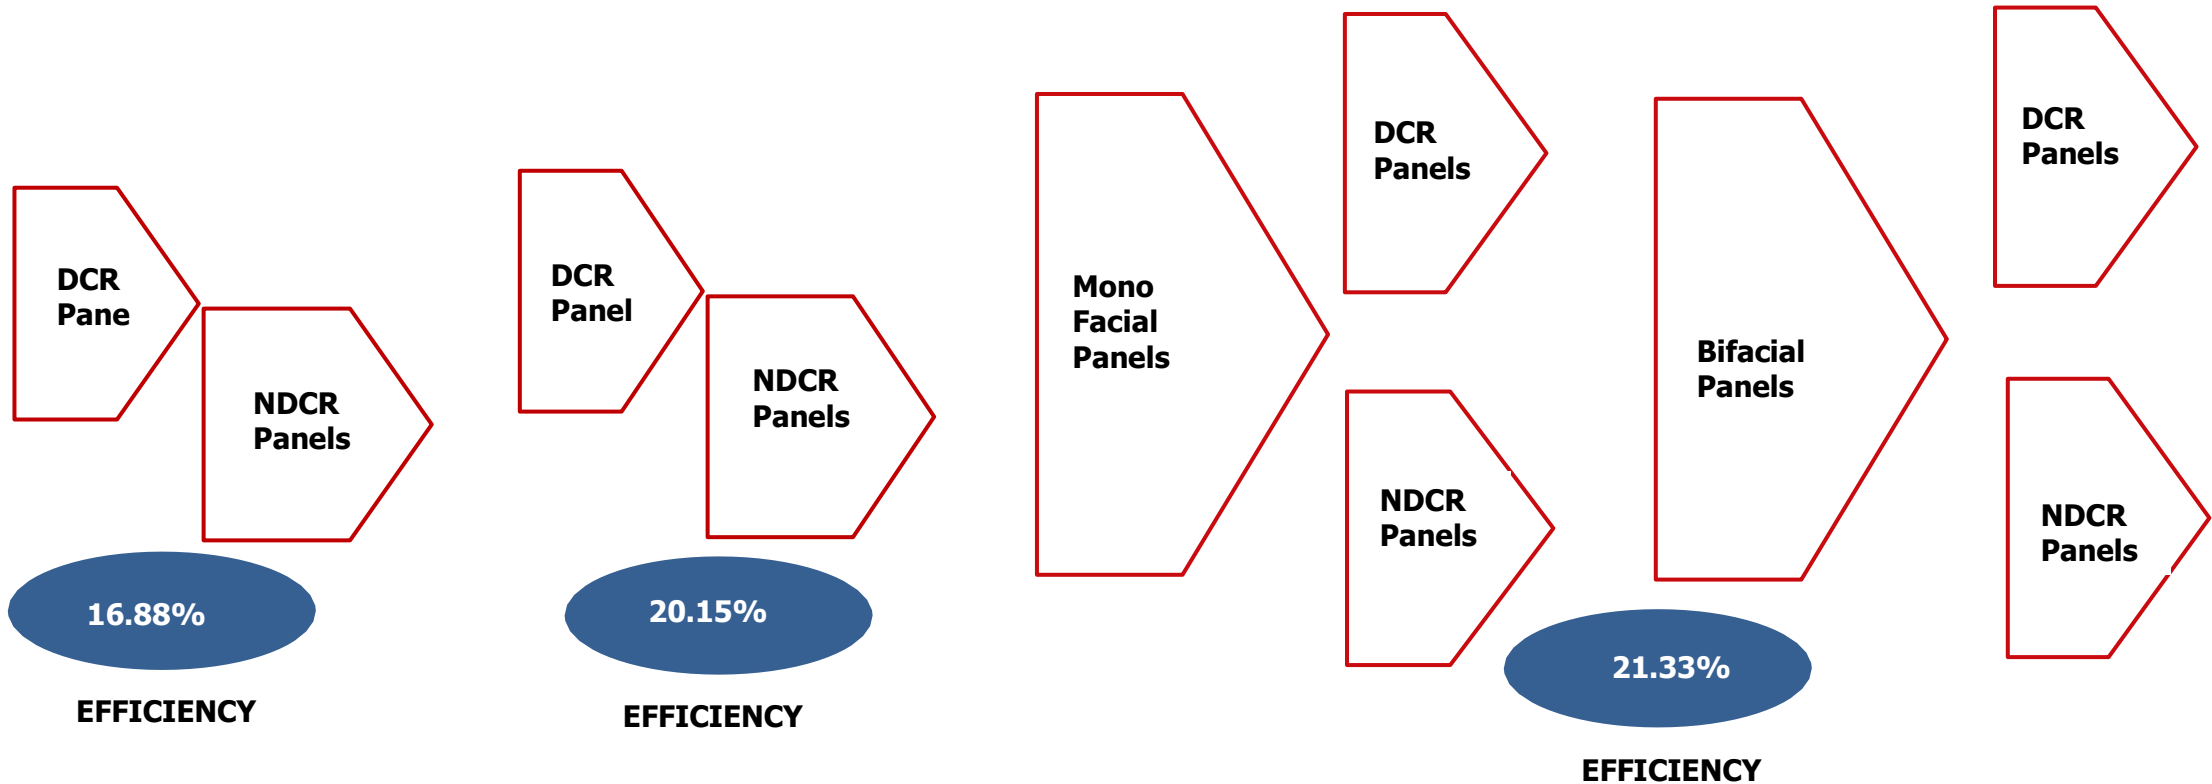 DCR
Pane
NDCR
Panels
16.88%
EFFICIENCY
DCR
Panel
NDCR
Panels
20.15%
EFFICIENCY
Mono
Facial
Panels
DCR
Panels
NDCR
Panels
Bifacial
Panels
DCR
Panels
NDCR
Panels
21.33%
EFFICIENCY